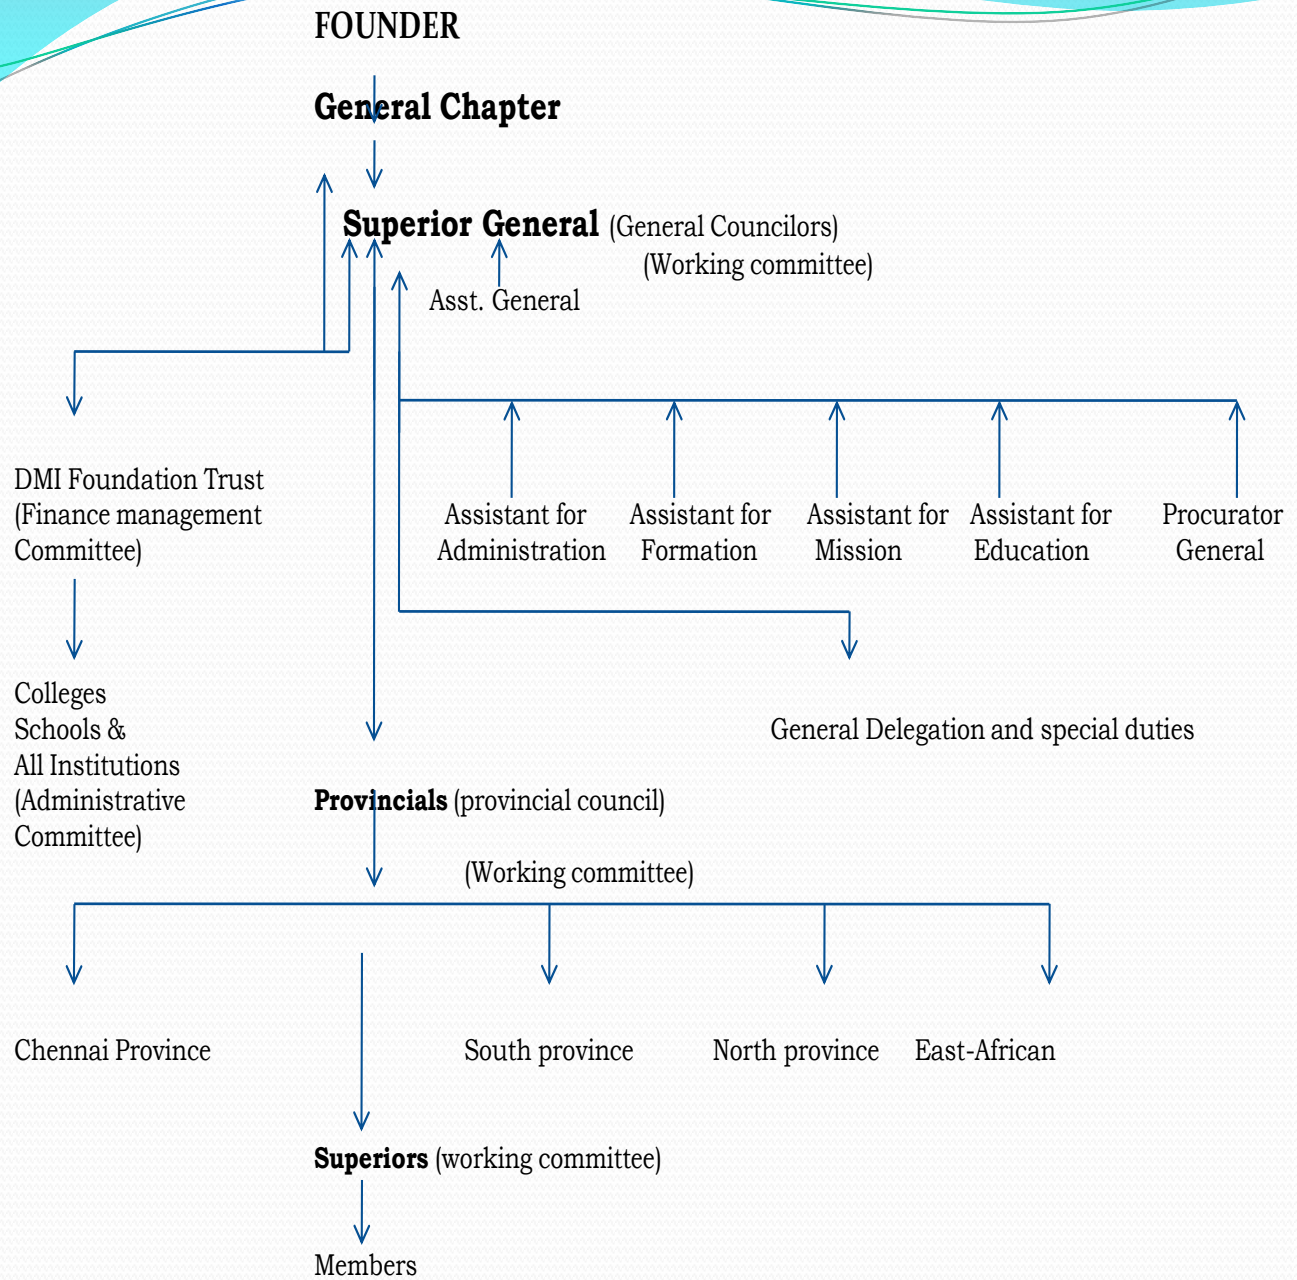 FOUNDER
General Chapter
Superior General (General Councilors)
(Working committee)
Asst. General
DMI Foundation Trust
(Finance management
Committee)
Assistant for
Administration
Assistant for
Formation
Assistant for
Mission
Assistant for
Education
Procurator
General
Colleges
Schools &
All Institutions
(Administrative
Committee)
General Delegation and special duties
Provincials (provincial council)
(Working committee)
Chennai Province
South province
North province
East-African
Superiors (working committee)
Members